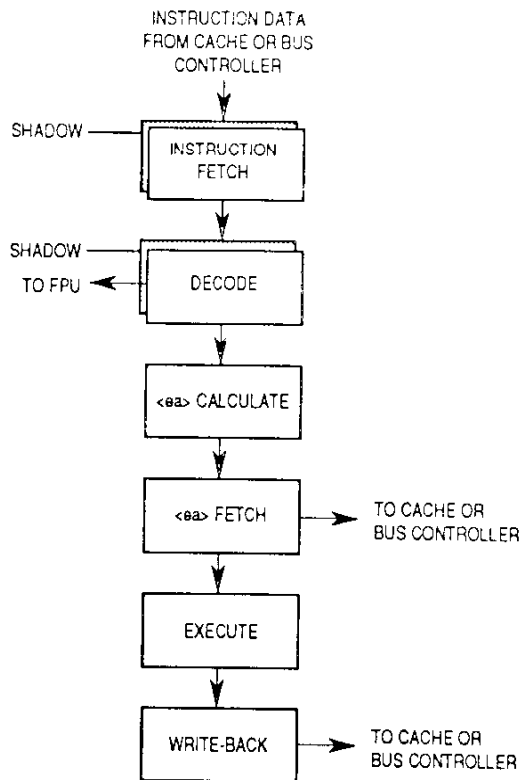 INSTRUCTION DATA
FROM CACHE OR BUS
CONTROLLER
SHADOW
INSTRUCTION
FETCH
SHADOW
TO FPU
DECODE
<ea> CALCULATE
<ea> FETCH
TO CACHE OR
BUS CONTROLLER
EXECUTE
WRITE-BACK
TO CACHE OR
BUS CONTROLLER